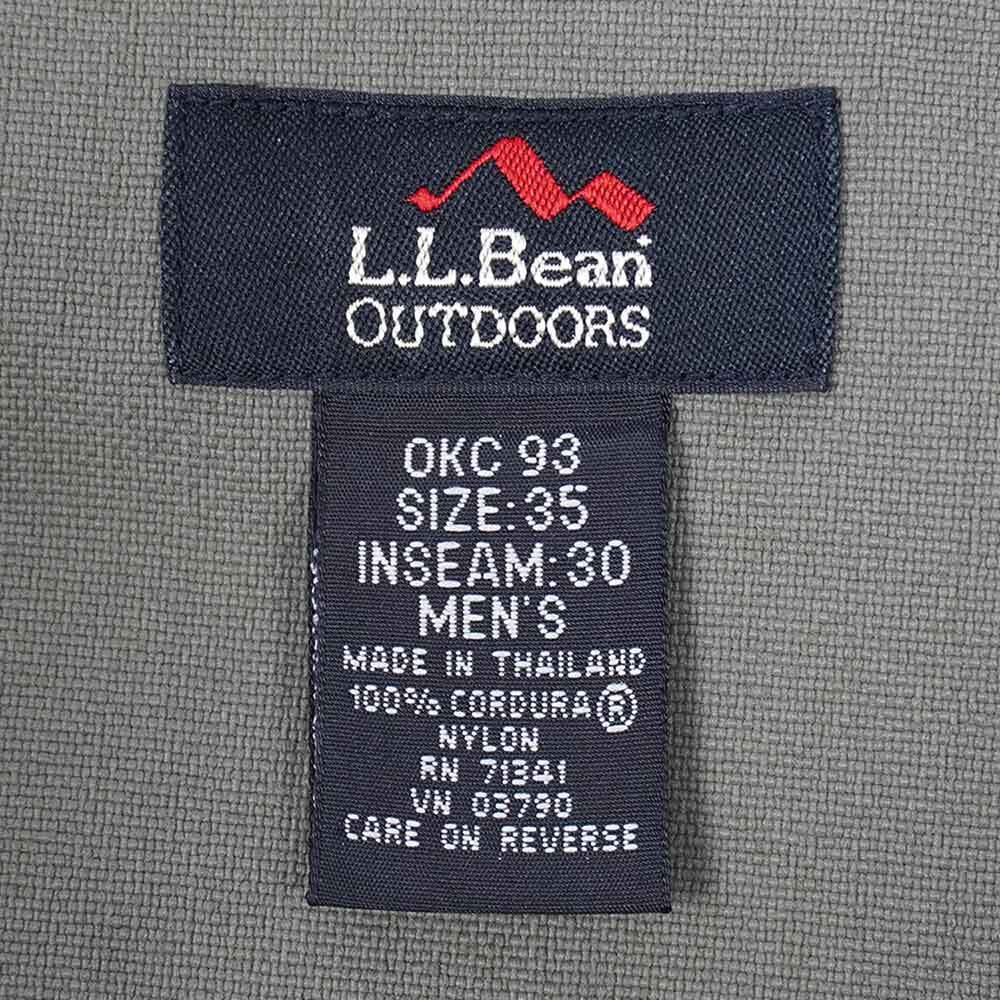 L.L.Bean
OUTDOORS
OKC 93
SIZE: 35
INSEAM: 30
MEN'S
MADE IN THAILAND
100% CORDURA®
NYLON
RN 71341
VN 03790
CARE ON REVERSE